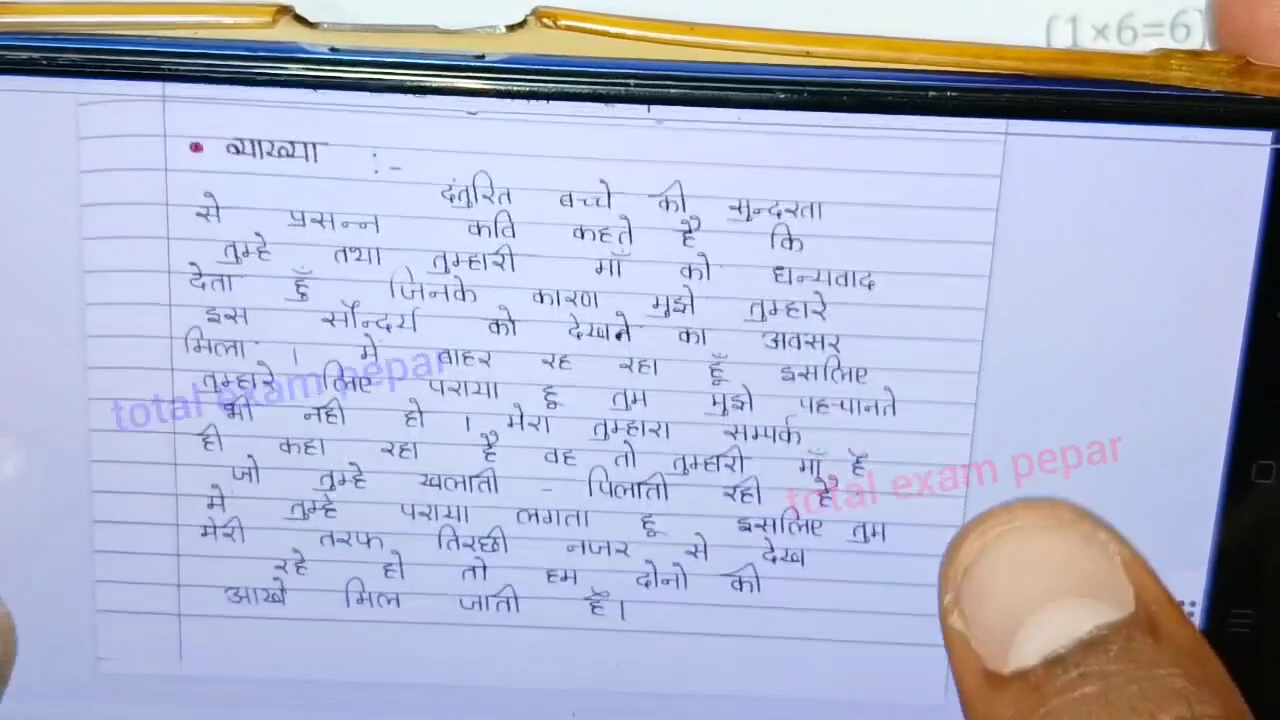 (1×6=6)
• व्याख्या :-
दंतुरित बच्चे की सुन्दरता
से प्रसन्न कवि कहते है कि
तुम्हे तथा तुम्हारी माँ को धन्यवाद
देता हुँ जिनके कारण मुझे तुम्हारे
इस सौन्दर्य को देखने का अवसर
मिला । में बाहर रह रहा हूँ इसलिए
तुम्हारे लिए पराया हू तुम मुझे पहचानते
भी नही हो । मेरा तुम्हारा सम्पर्क
ही कहा रहा है वह तो तुम्हारी माँ है
जो तुम्हे खलाती - पिलाती रही है
मे तुम्हे पराया लगता हू इसलिए तुम
मेरी तरफ तिरछी नजर से देख
रहे हो तो हम दोनो की
आखे मिल जाती है।
total exam pepar
total exam pepar